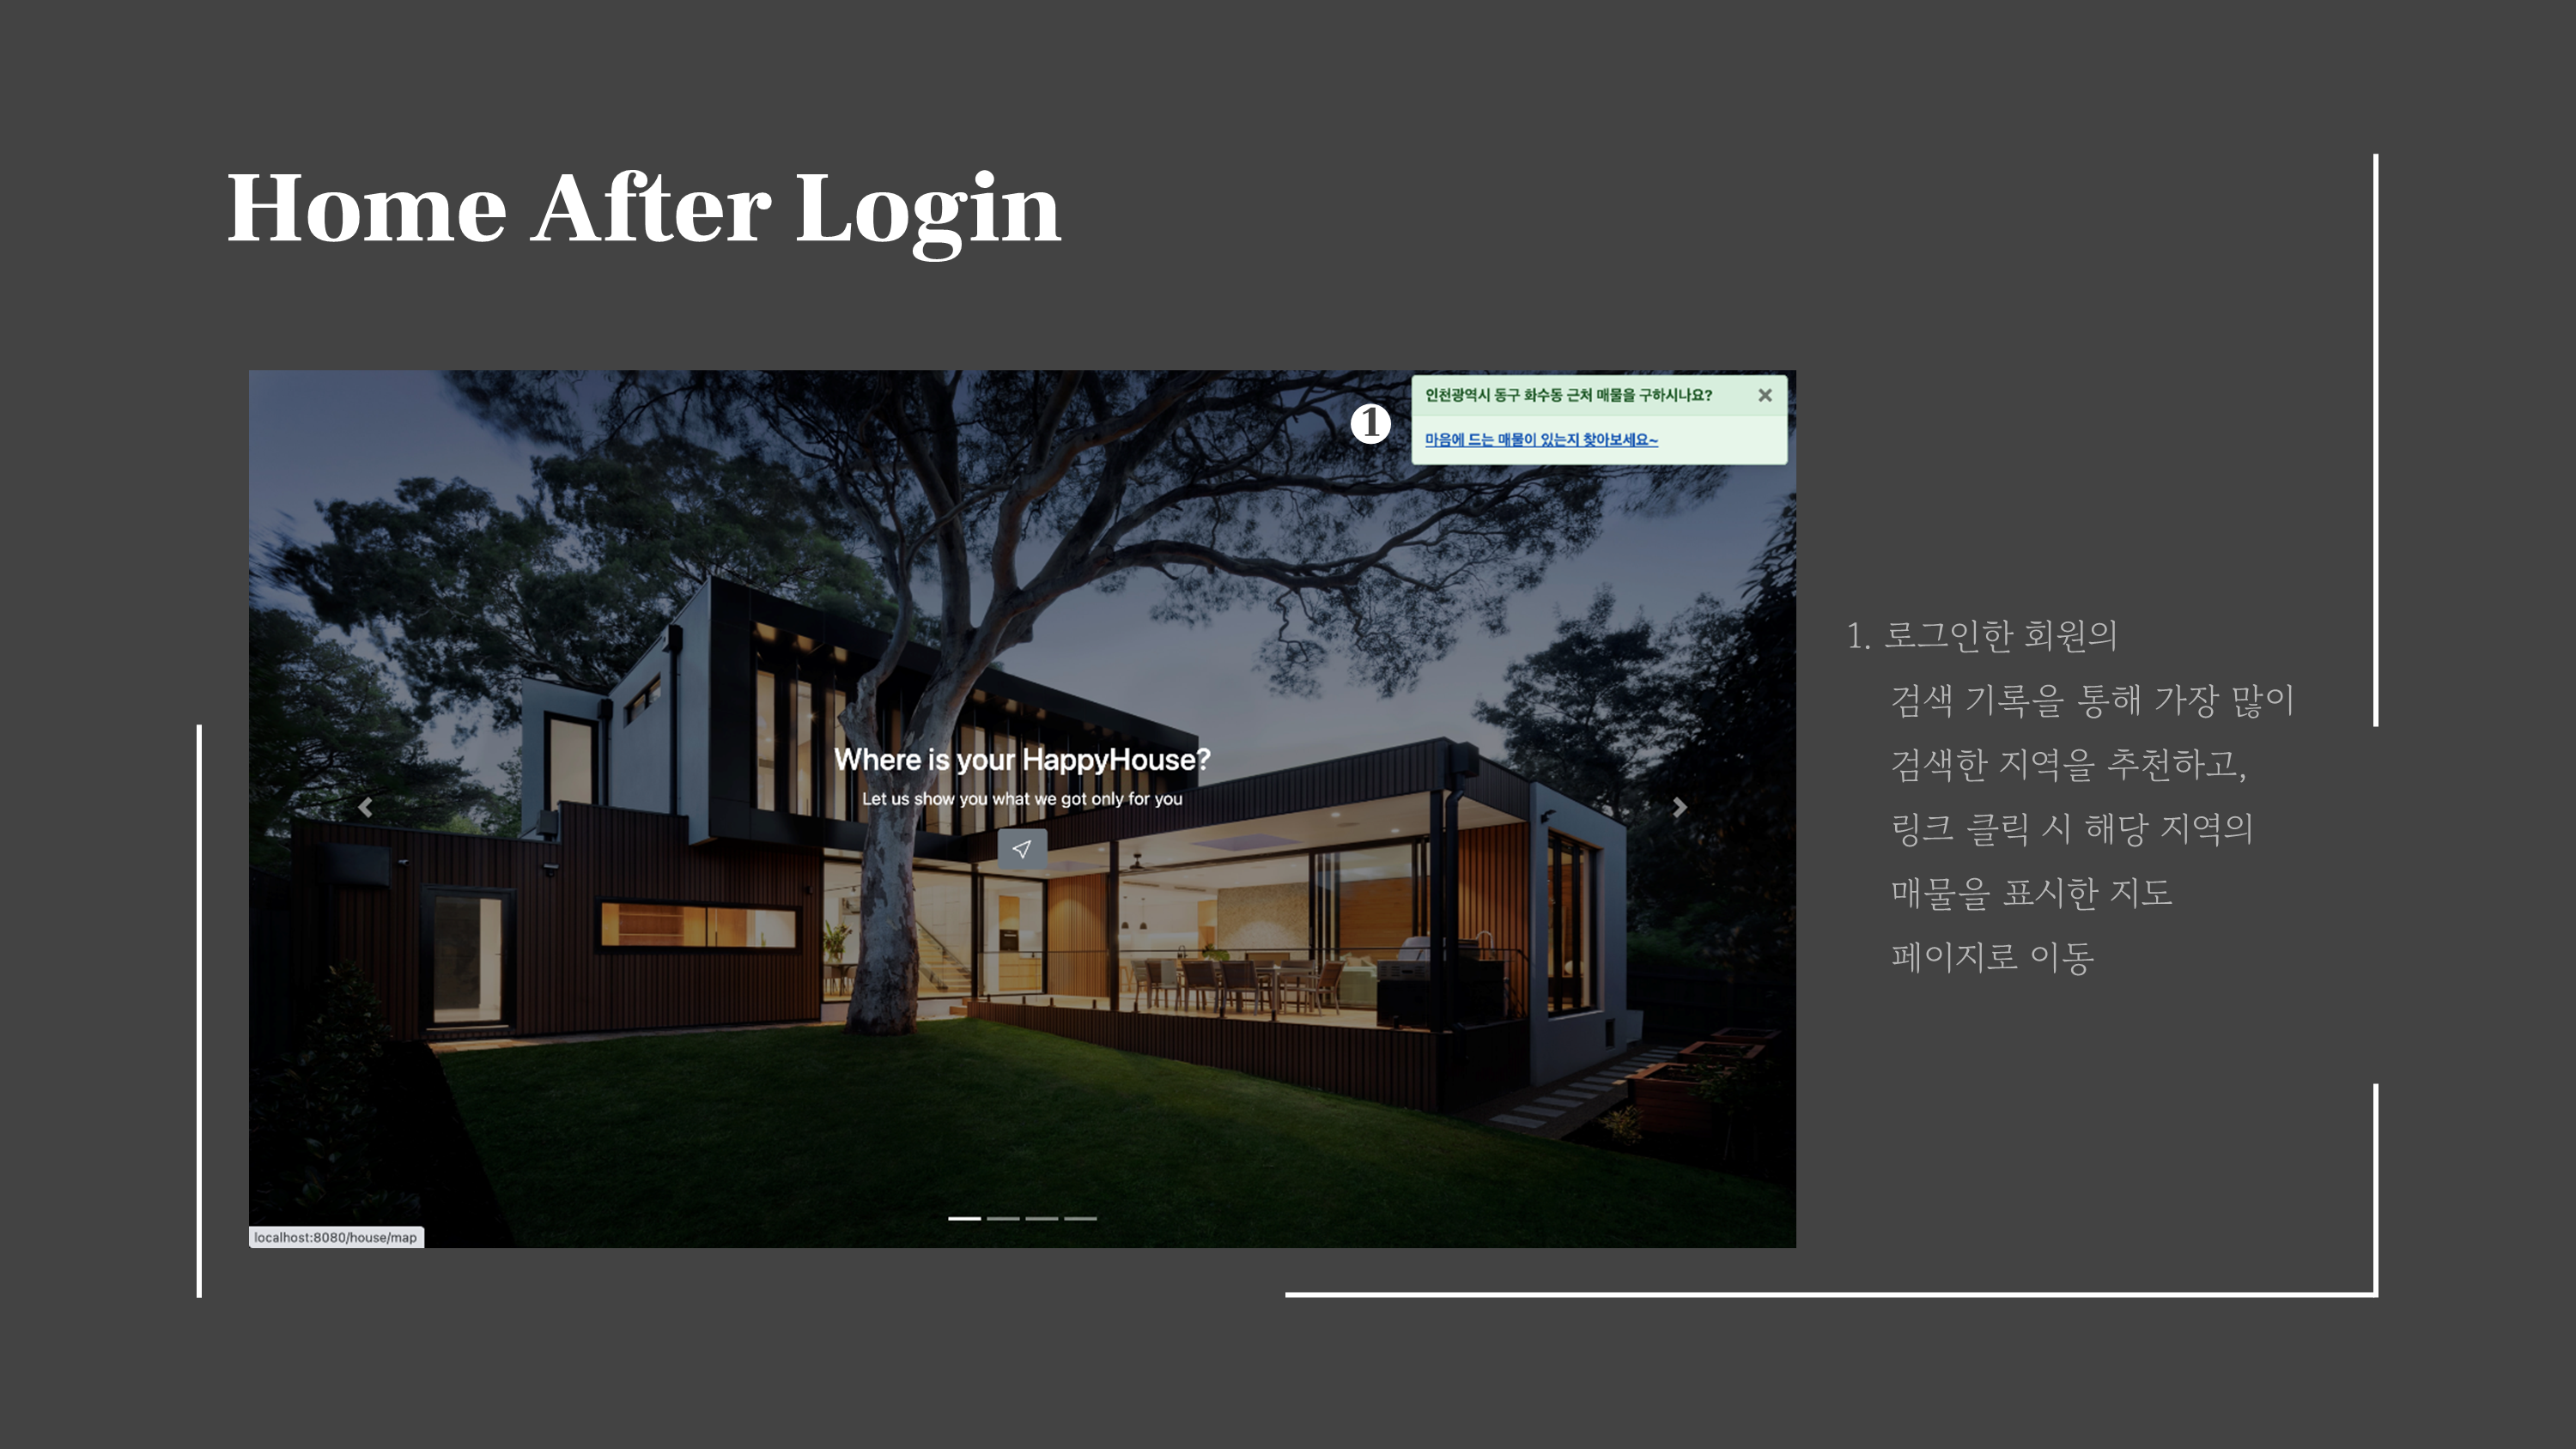 Home After Login
인천광역시 동구 화수동 근처 매물을 구하시나요?
1
마음에 드는 매물이 있는지 찾아보세요~
Where is your HappyHouse?
Let us show you what we got only for you
localhost:8080/house/map
1. 로그인한 회원의
검색 기록을 통해 가장 많이
검색한 지역을 추천하고,
링크 클릭 시 해당 지역의
매물을 표시한 지도
페이지로 이동